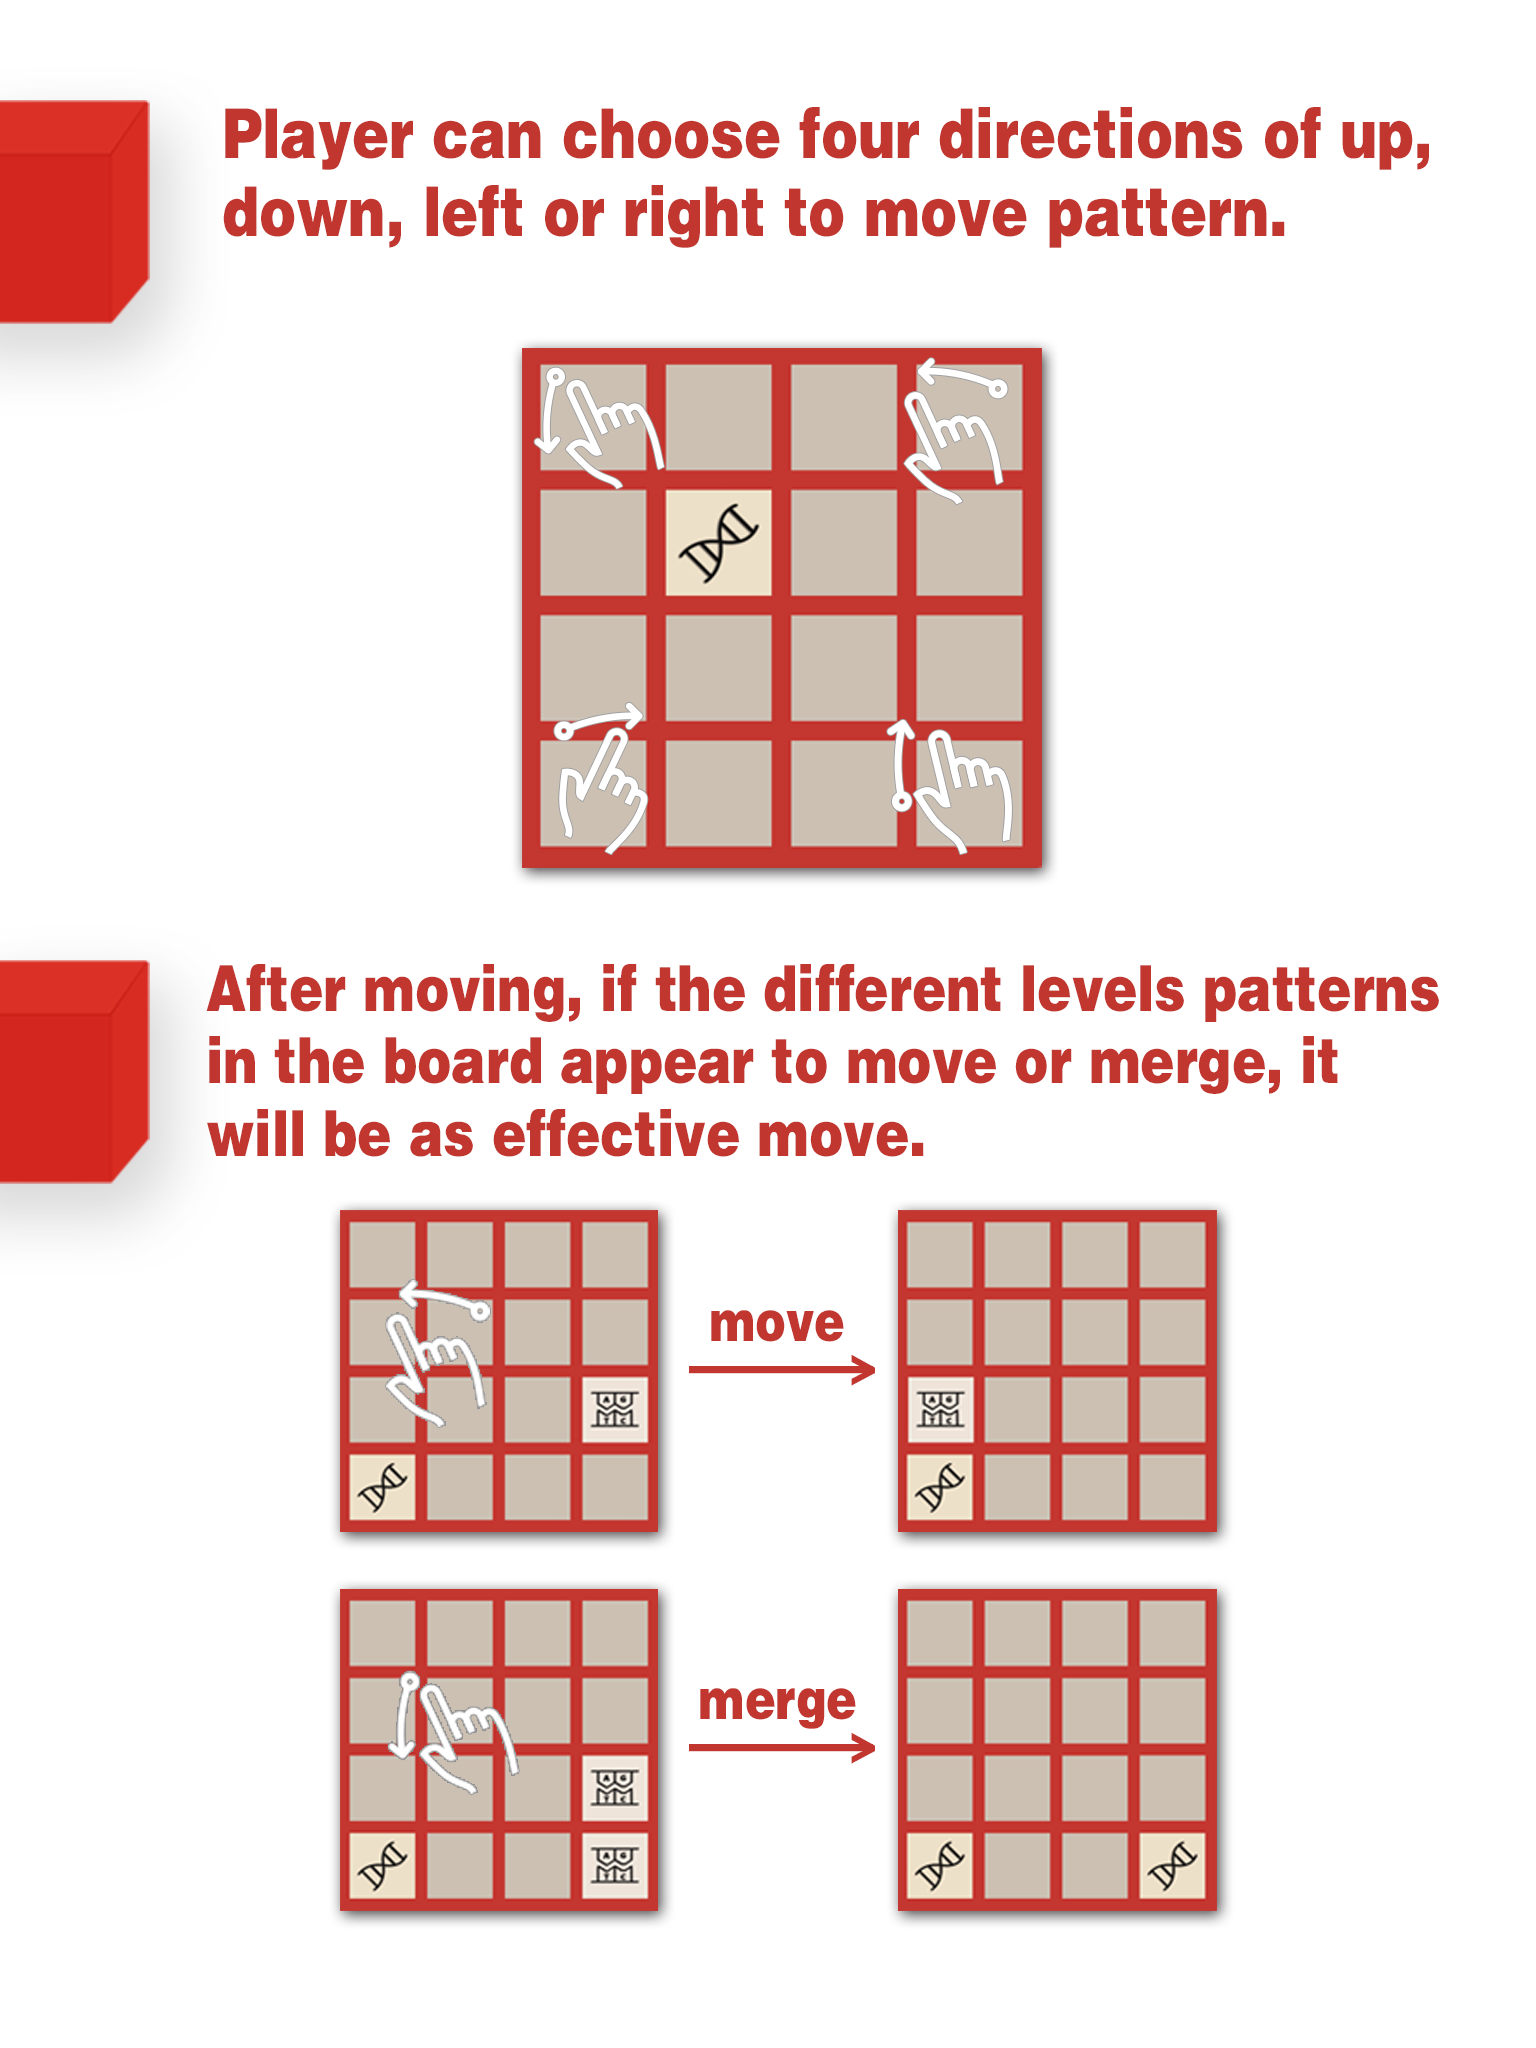 Player can choose four directions of up,
down, left or right to move pattern.
After moving, if the different levels patterns
in the board appear to move or merge, it
will be as effective move.
move
A G
T C
A G
T C
merge
A G
T C
A G
T C